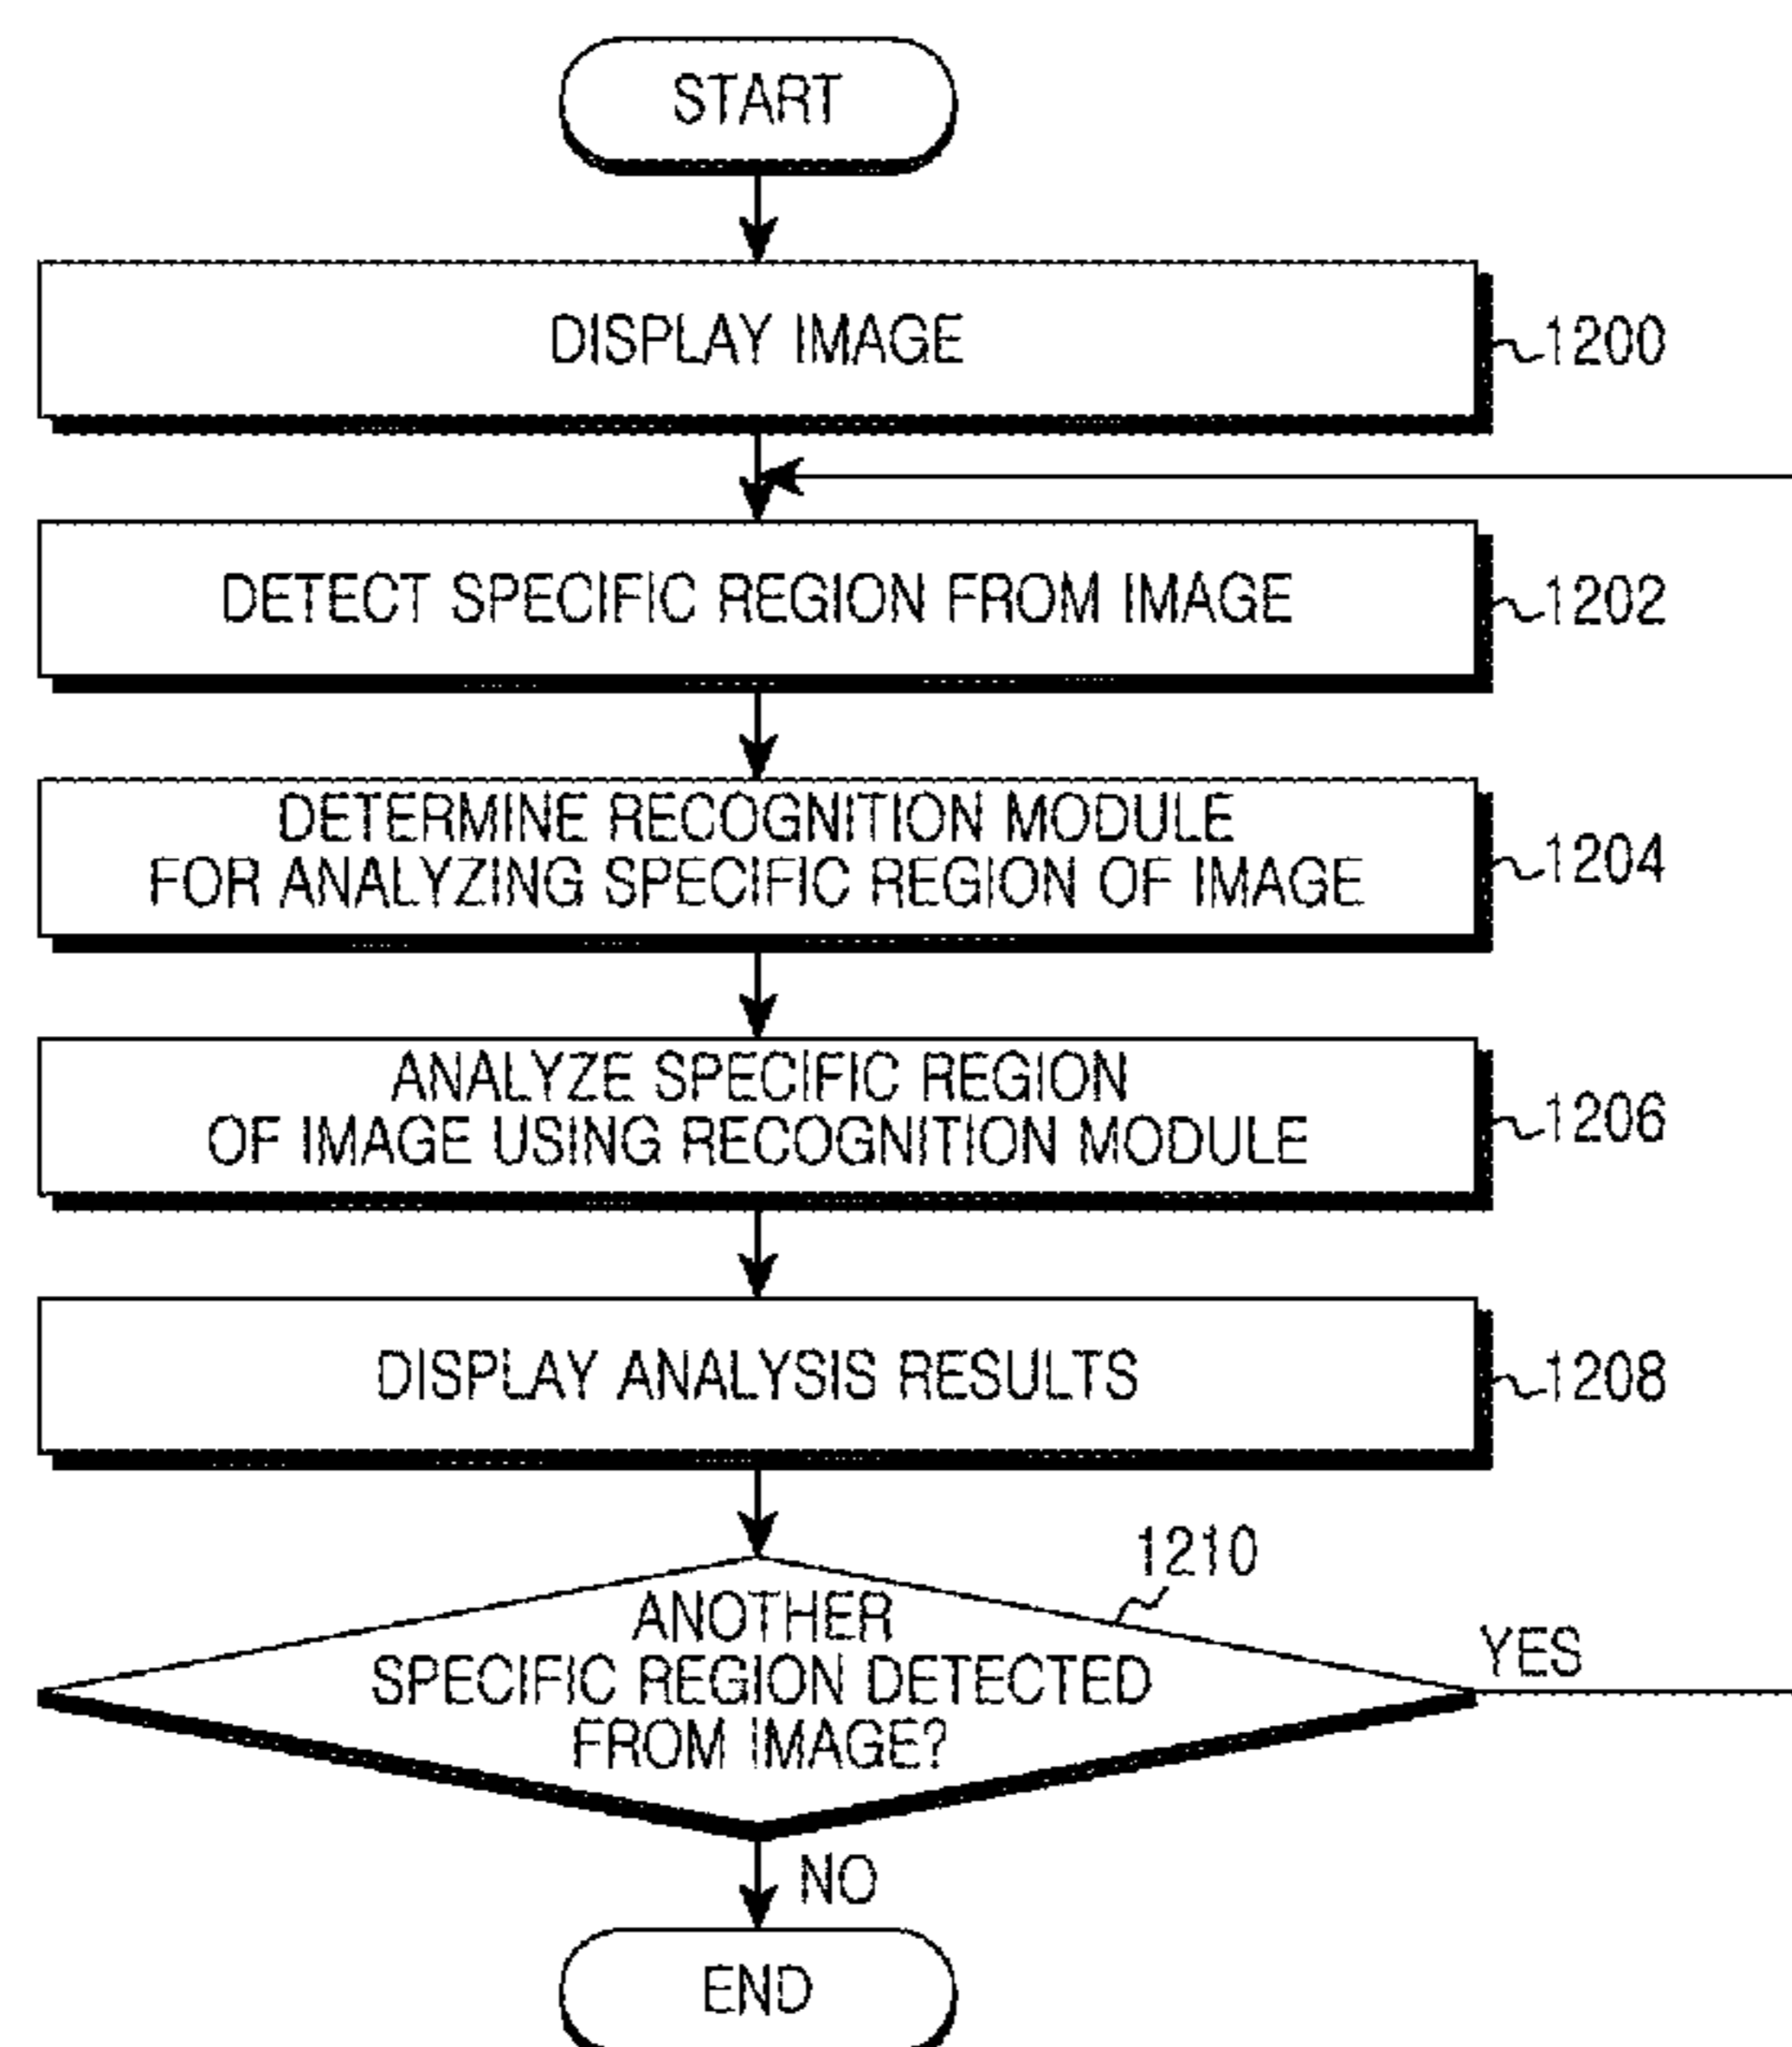 START
DISPLAY IMAGE
1200
DETECT SPECIFIC REGION FROM IMAGE
1202
DETERMINE RECOGNITION MODULE
FOR ANALYZING SPECIFIC REGION OF IMAGE
1204
ANALYZE SPECIFIC REGION
OF IMAGE USING RECOGNITION MODULE
1206
DISPLAY ANALYSIS RESULTS
1208
1210
ANOTHER
SPECIFIC REGION DETECTED
FROM IMAGE?
YES
NO
END